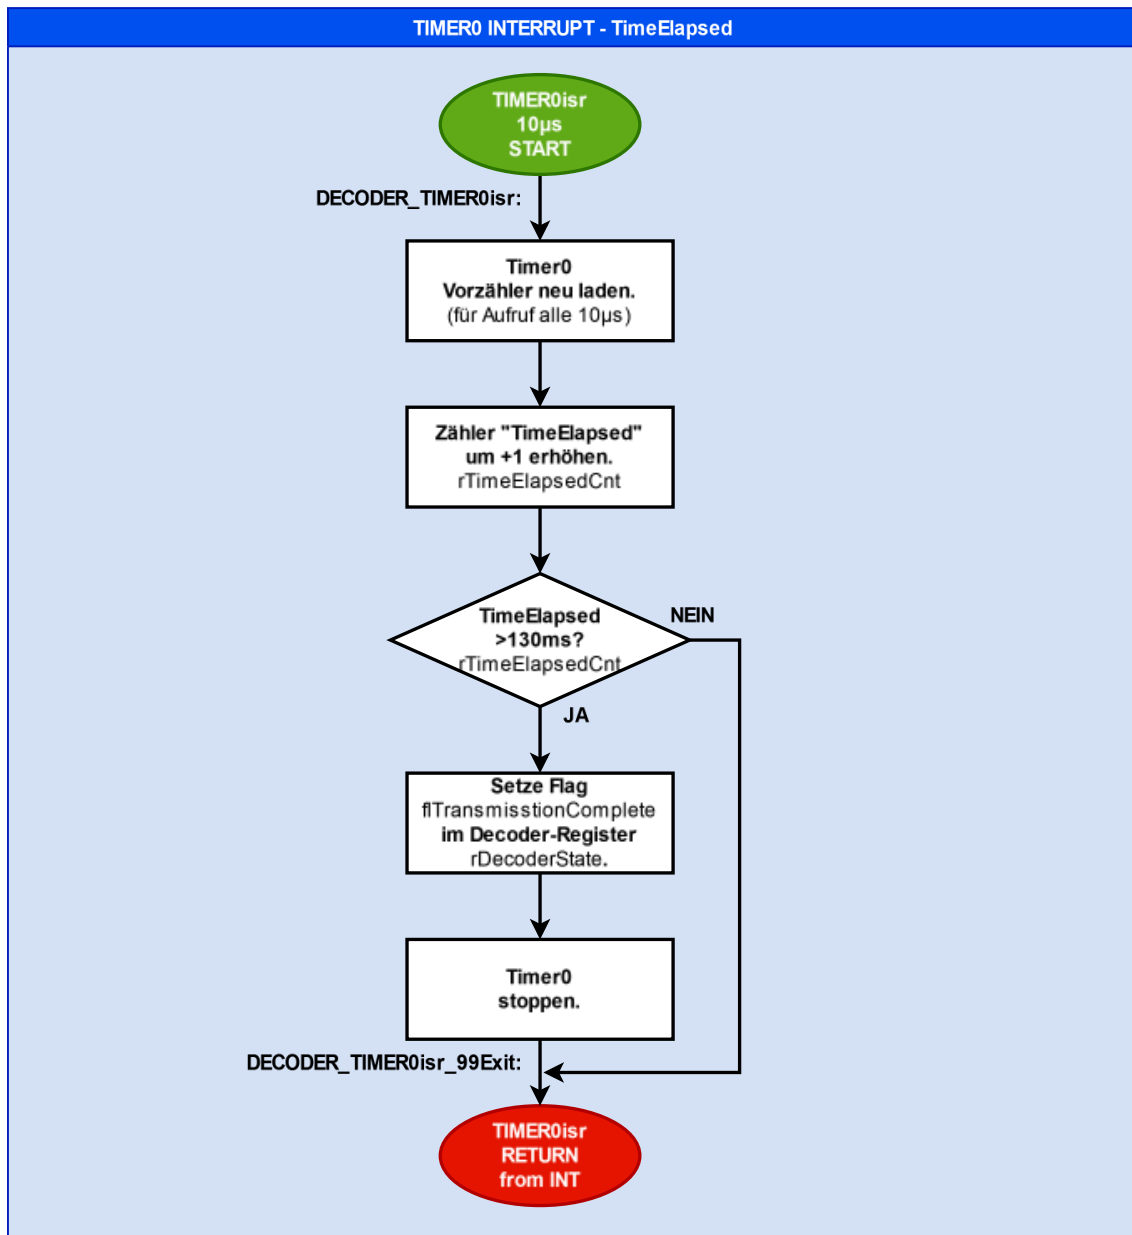 TIMER0 INTERRUPT - TimeElapsed
TIMER0isr
10µs
START
DECODER_TIMER0isr:
Timer0
Vorzähler neu laden.
(für Aufruf alle 10µs)
Zähler "TimeElapsed"
um +1 erhöhen.
rTimeElapsedCnt
TimeElapsed
>130ms?
rTimeElapsedCnt
NEIN
JA
Setze Flag
flTransmisstionComplete
im Decoder-Register
rDecoderState.
Timer0
stoppen.
DECODER_TIMER0isr_99Exit:
TIMER0isr
RETURN
from INT